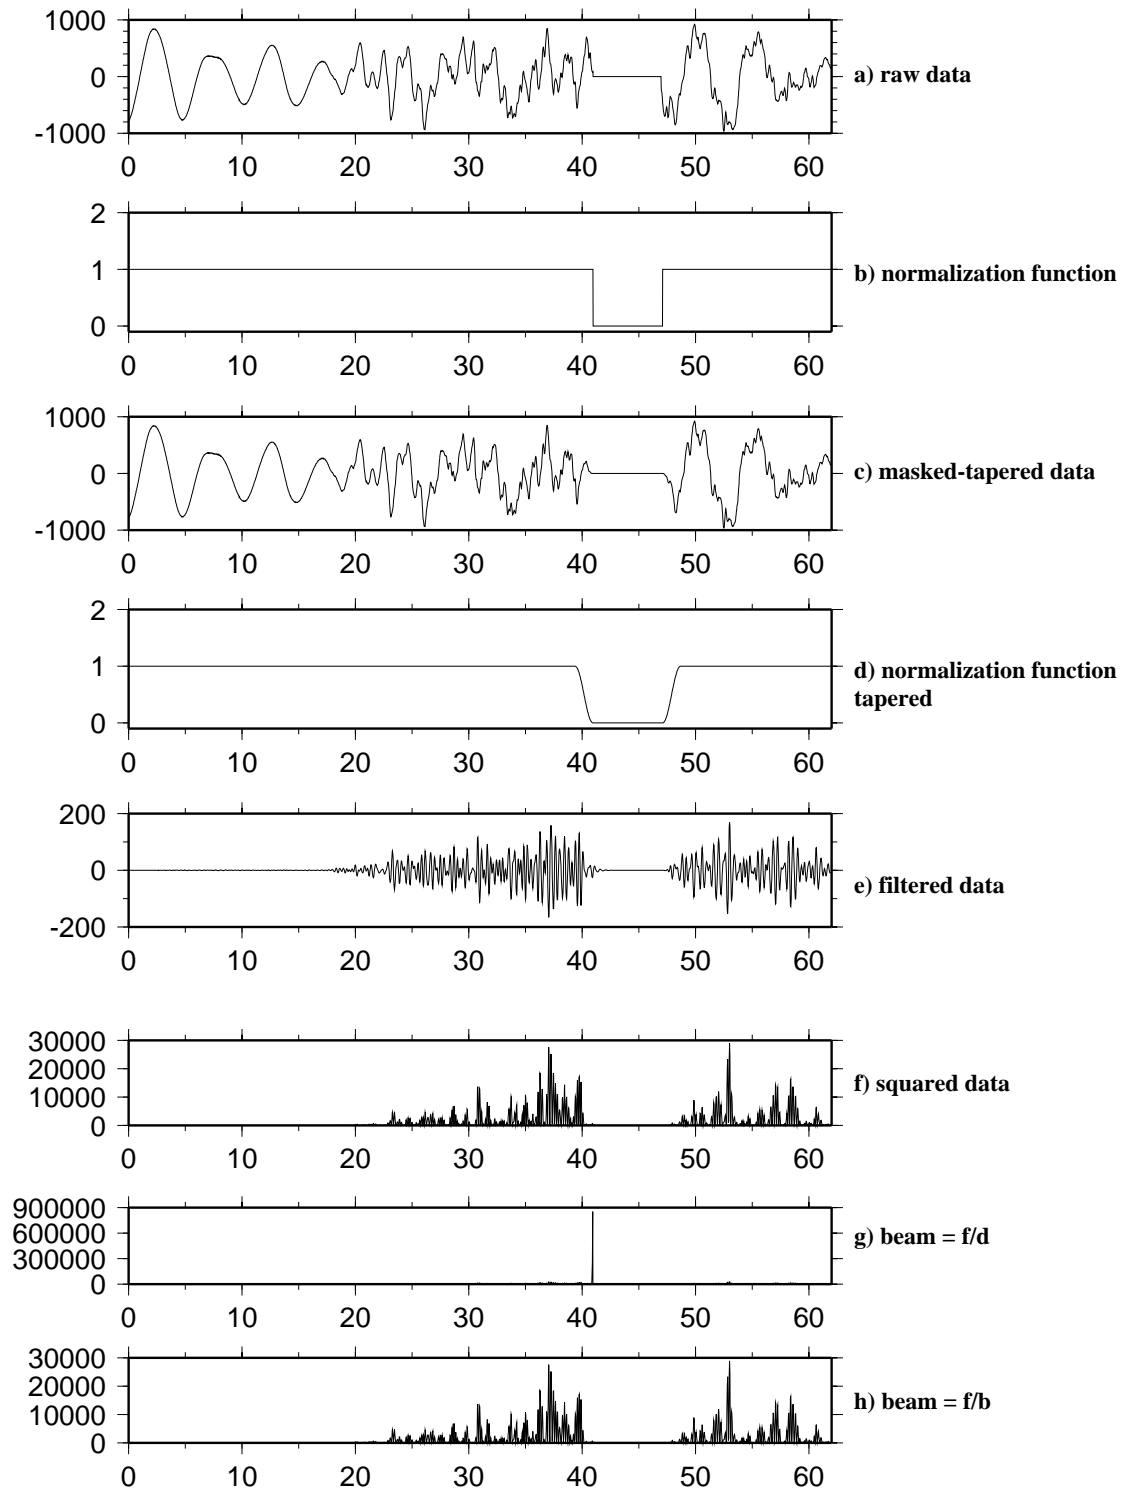 1000
0
-1000
a) raw data
0 10 20 30 40 50 60
2
1
0
b) normalization function
0 10 20 30 40 50 60
1000
0
-1000
c) masked-tapered data
0 10 20 30 40 50 60
2
1
0
d) normalization function
tapered
0 10 20 30 40 50 60
200
0
-200
e) filtered data
0 10 20 30 40 50 60
30000
20000
10000
0
f) squared data
0 10 20 30 40 50 60
900000
600000
300000
0
g) beam = f/d
0 10 20 30 40 50 60
30000
20000
10000
0
h) beam = f/b
0 10 20 30 40 50 60